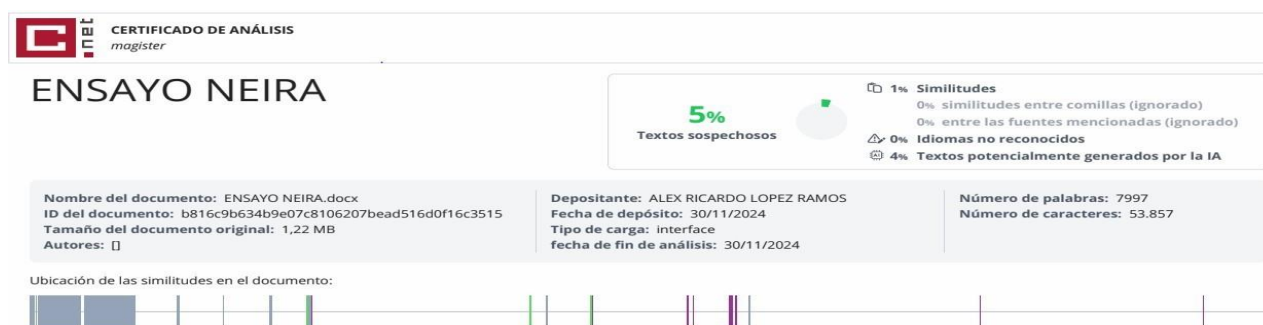 C
.net
CERTIFICADO DE ANÁLISIS
magister
ENSAYO NEIRA
5%
Textos sospechosos
1% Similitudes
0% similitudes entre comillas (ignorado)
0% entre las fuentes mencionadas (ignorado)
0% Idiomas no reconocidos
4% Textos potencialmente generados por la IA
Nombre del documento: ENSAYO NEIRA.docx
ID del documento: b816c9b634b9e07c8106207bead516d0f16c3515
Tamaño del documento original: 1,22 MB
Autores: []
Depositante: ALEX RICARDO LOPEZ RAMOS
Fecha de depósito: 30/11/2024
Tipo de carga: interface
fecha de fin de análisis: 30/11/2024
Número de palabras: 7997
Número de caracteres: 53.857
Ubicación de las similitudes en el documento: